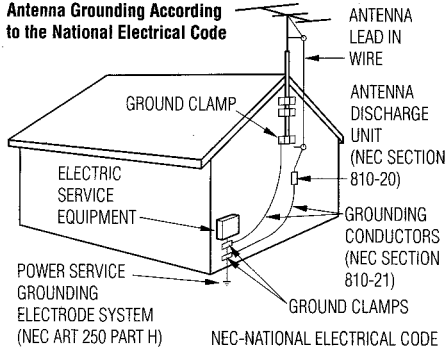 Antenna Grounding According
to the National Electrical Code
ANTENNA
LEAD IN
WIRE
GROUND CLAMP
ANTENNA
DISCHARGE
UNIT
(NEC SECTION
810-20)
ELECTRIC
SERVICE
EQUIPMENT
GROUNDING
CONDUCTORS
(NEC SECTION
810-21)
POWER SERVICE
GROUNDING
ELECTRODE SYSTEM
(NEC ART 250 PART H)
GROUND CLAMPS
NEC-NATIONAL ELECTRICAL CODE